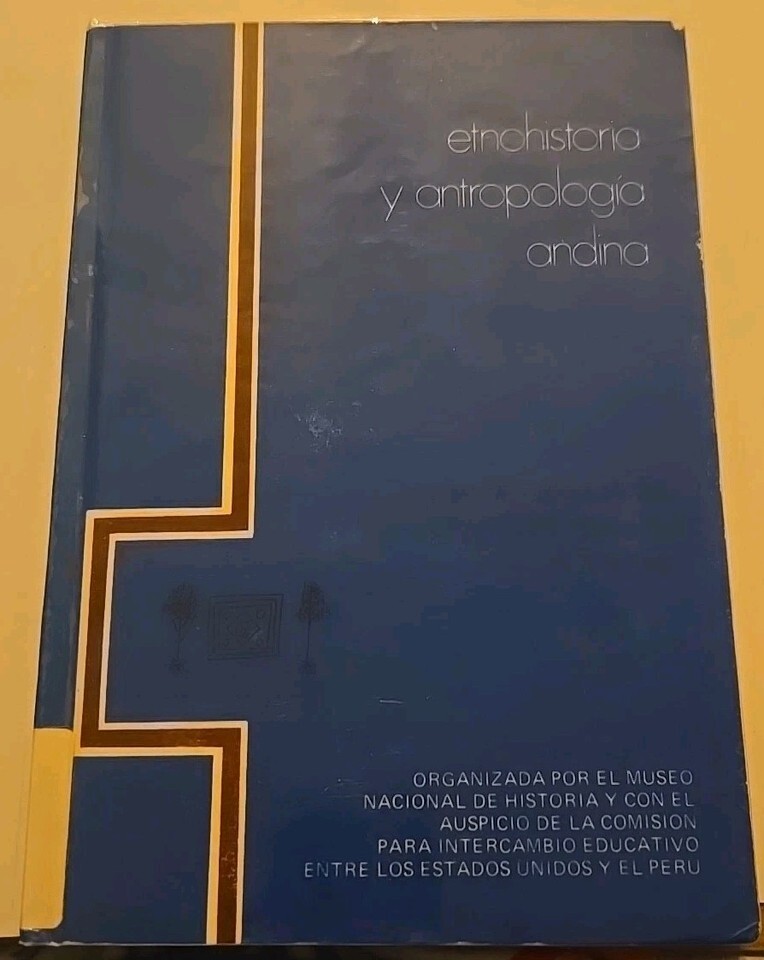 etnohistoria
y antropología
andina
ORGANIZADA POR EL MUSEO
NACIONAL DE HISTORIA Y CON EL
AUSPICIO DE LA COMISION
PARA INTERCAMBIO EDUCATIVO
ENTRE LOS ESTADOS UNIDOS Y EL PERU